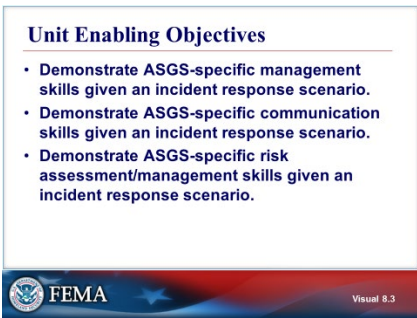 Unit Enabling Objectives
• Demonstrate ASGS-specific management
skills given an incident response scenario.
• Demonstrate ASGS-specific communication
skills given an incident response scenario.
• Demonstrate ASGS-specific risk
assessment/management skills given an
incident response scenario.
FEMA
Visual 8.3